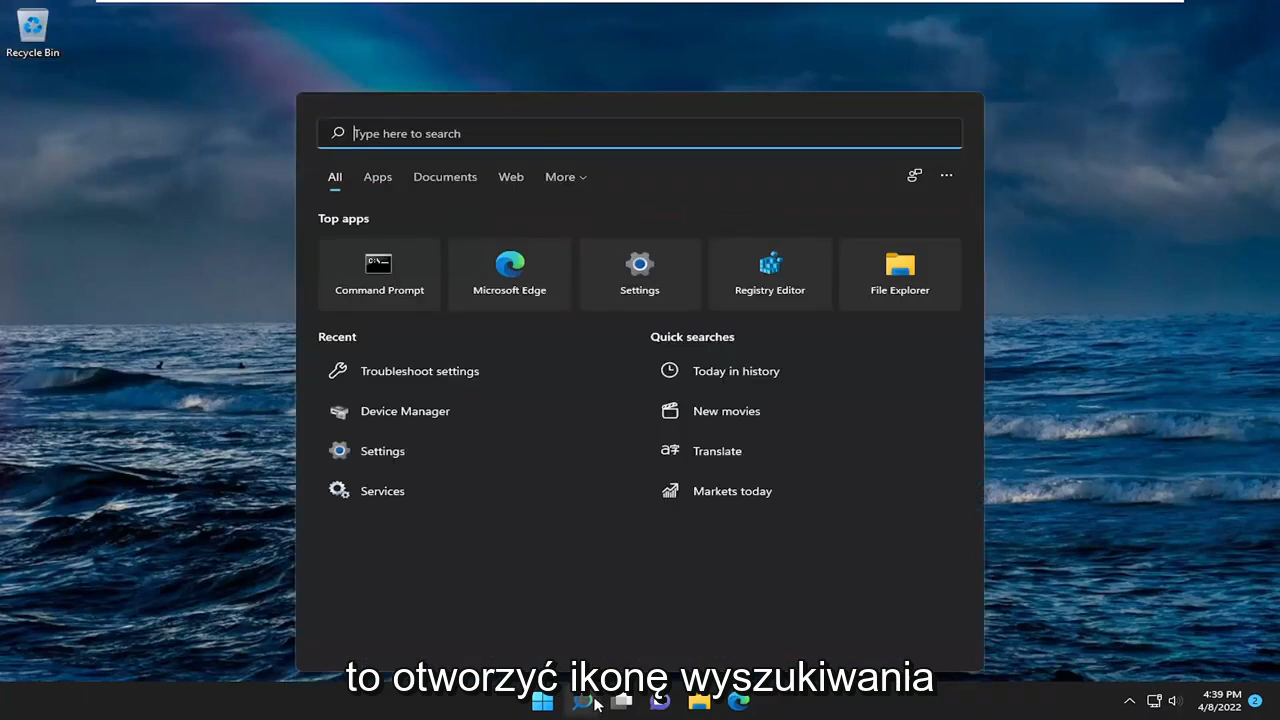 Recycle Bin
Type here to search
All Apps Documents Web More
Top apps
Command Prompt Microsoft Edge Settings Registry Editor File Explorer
Recent Quick searches
Troubleshoot settings Today in history
Device Manager New movies
Settings Translate
Services Markets today
to otworzyć ikonę wyszukiwania
4:39 PM
4/8/2022 2